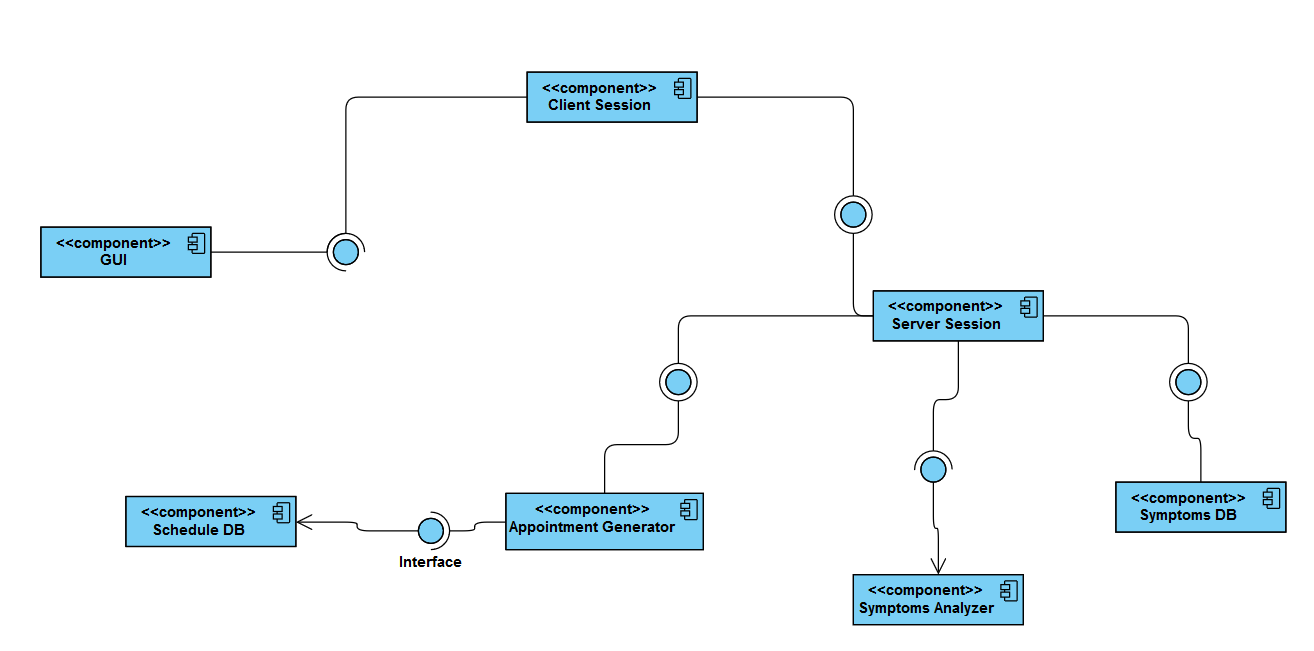 <<component>>
Client Session
<<component>>
GUI
<<component>>
Server Session
<<component>>
Schedule DB
<<component>>
Appointment Generator
<<component>>
Symptoms DB
Interface
<<component>>
Symptoms Analyzer